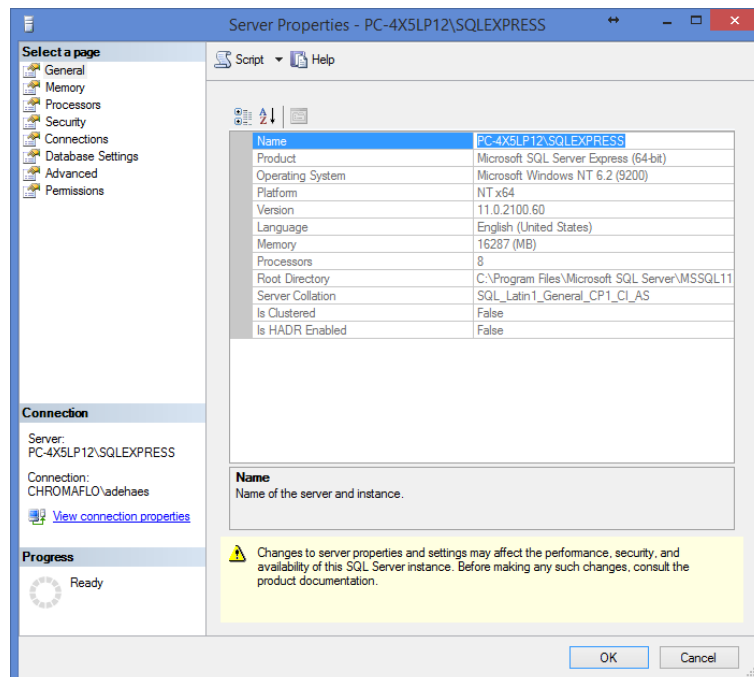 Server Properties - PC-4X5LP12\SQLEXPRESS
Select a page
General
Memory
Processors
Security
Connections
Database Settings
Advanced
Permissions
Script
Help
Name PC-4X5LP12\SQLEXPRESS
Product Microsoft SQL Server Express (64-bit)
Operating System Microsoft Windows NT 6.2 (9200)
Platform NT x64
Version 11.0.2100.60
Language English (United States)
Memory 16287 (MB)
Processors 8
Root Directory C:\Program Files\Microsoft SQL Server\MSSQL11
Server Collation SQL_Latin1_General_CP1_CI_AS
Is Clustered False
Is HADR Enabled False
Connection
Server:
PC-4X5LP12\SQLEXPRESS
Connection:
CHROMAFLO\adehaes
View connection properties
Name
Name of the server and instance.
Progress
Ready
Changes to server properties and settings may affect the performance, security, and
availability of this SQL Server instance. Before making any such changes, consult the
product documentation.
OK
Cancel